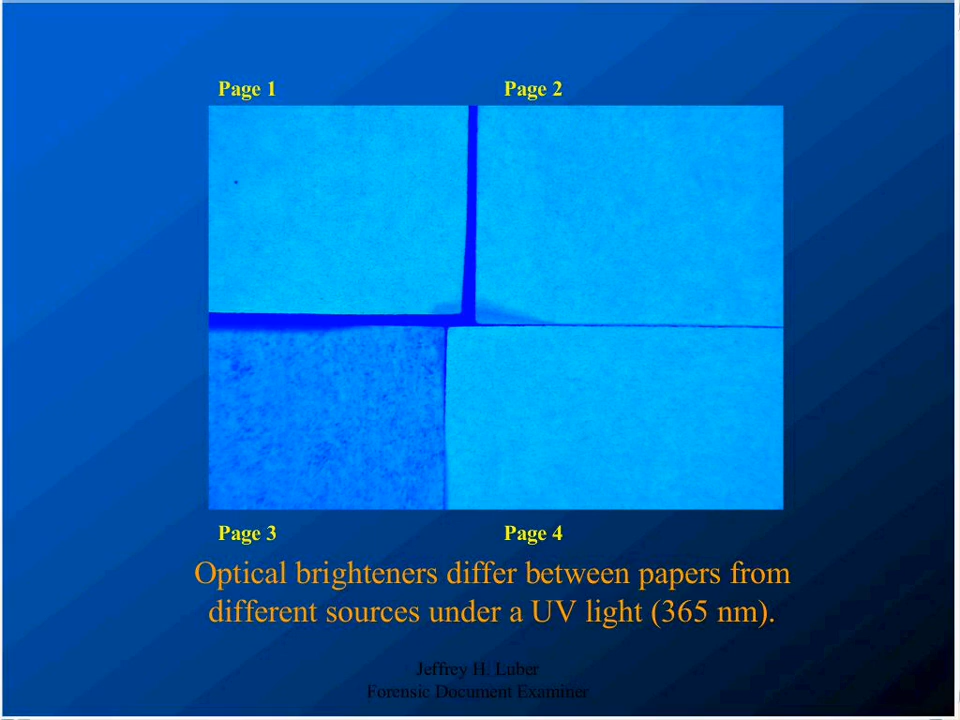 Page 1
Page 2
Page 3
Page 4
Optical brighteners differ between papers from
different sources under a UV light (365 nm).
Jeffrey H. Luber
Forensic Document Examiner